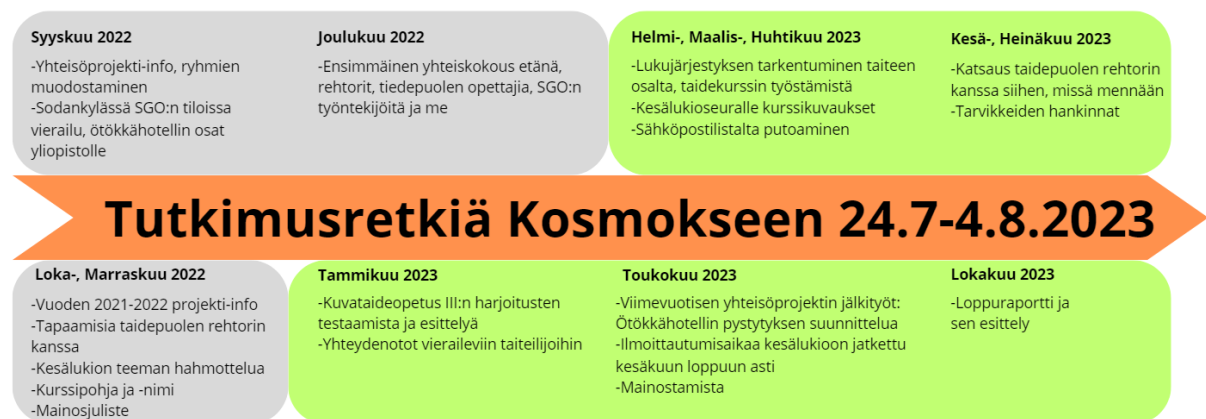 Syyskuu 2022
-Yhteisöprojekti-info, ryhmien
muodostaminen
-Sodankylässä SGO:n tiloissa
vierailu, ötökkähotellin osat
yliopistolle
Joulukuu 2022
-Ensimmäinen yhteiskokous etänä,
rehtorit, tiedepuolen opettajia, SGO:n
työntekijöitä ja me
Helmi-, Maalis-, Huhtikuu 2023
-Lukujärjestyksen tarkentuminen taiteen
osalta, taidekurssin työstämistä
-Kesälukioseuralle kurssikuvaukset
-Sähköpostilistalta putoaminen
Kesä-, Heinäkuu 2023
-Katsaus taidepuolen rehtorin
kanssa siihen, missä mennään
-Tarvikkeiden hankinnat
Tutkimusretkiä Kosmokseen 24.7-4.8.2023
Loka-, Marraskuu 2022
-Vuoden 2021-2022 projekti-info
-Tapaamisia taidepuolen rehtorin
kanssa
-Kesälukion teeman hahmottelua
-Kurssipohja ja -nimi
-Mainosjuliste
Tammikuu 2023
-Kuvataideopetus III:n harjoitusten
testaamista ja esittelyä
-Yhteydenotot vieraileviin taiteilijoihin
Toukokuu 2023
-Viimevuotisen yhteisöprojektin jälkityöt:
Ötökkähotellin pystytyksen suunnittelua
-Ilmoittautumisaikaa kesälukioon jatkettu
kesäkuun loppuun asti
-Mainostamista
Lokakuu 2023
-Loppuraportti ja
sen esittely